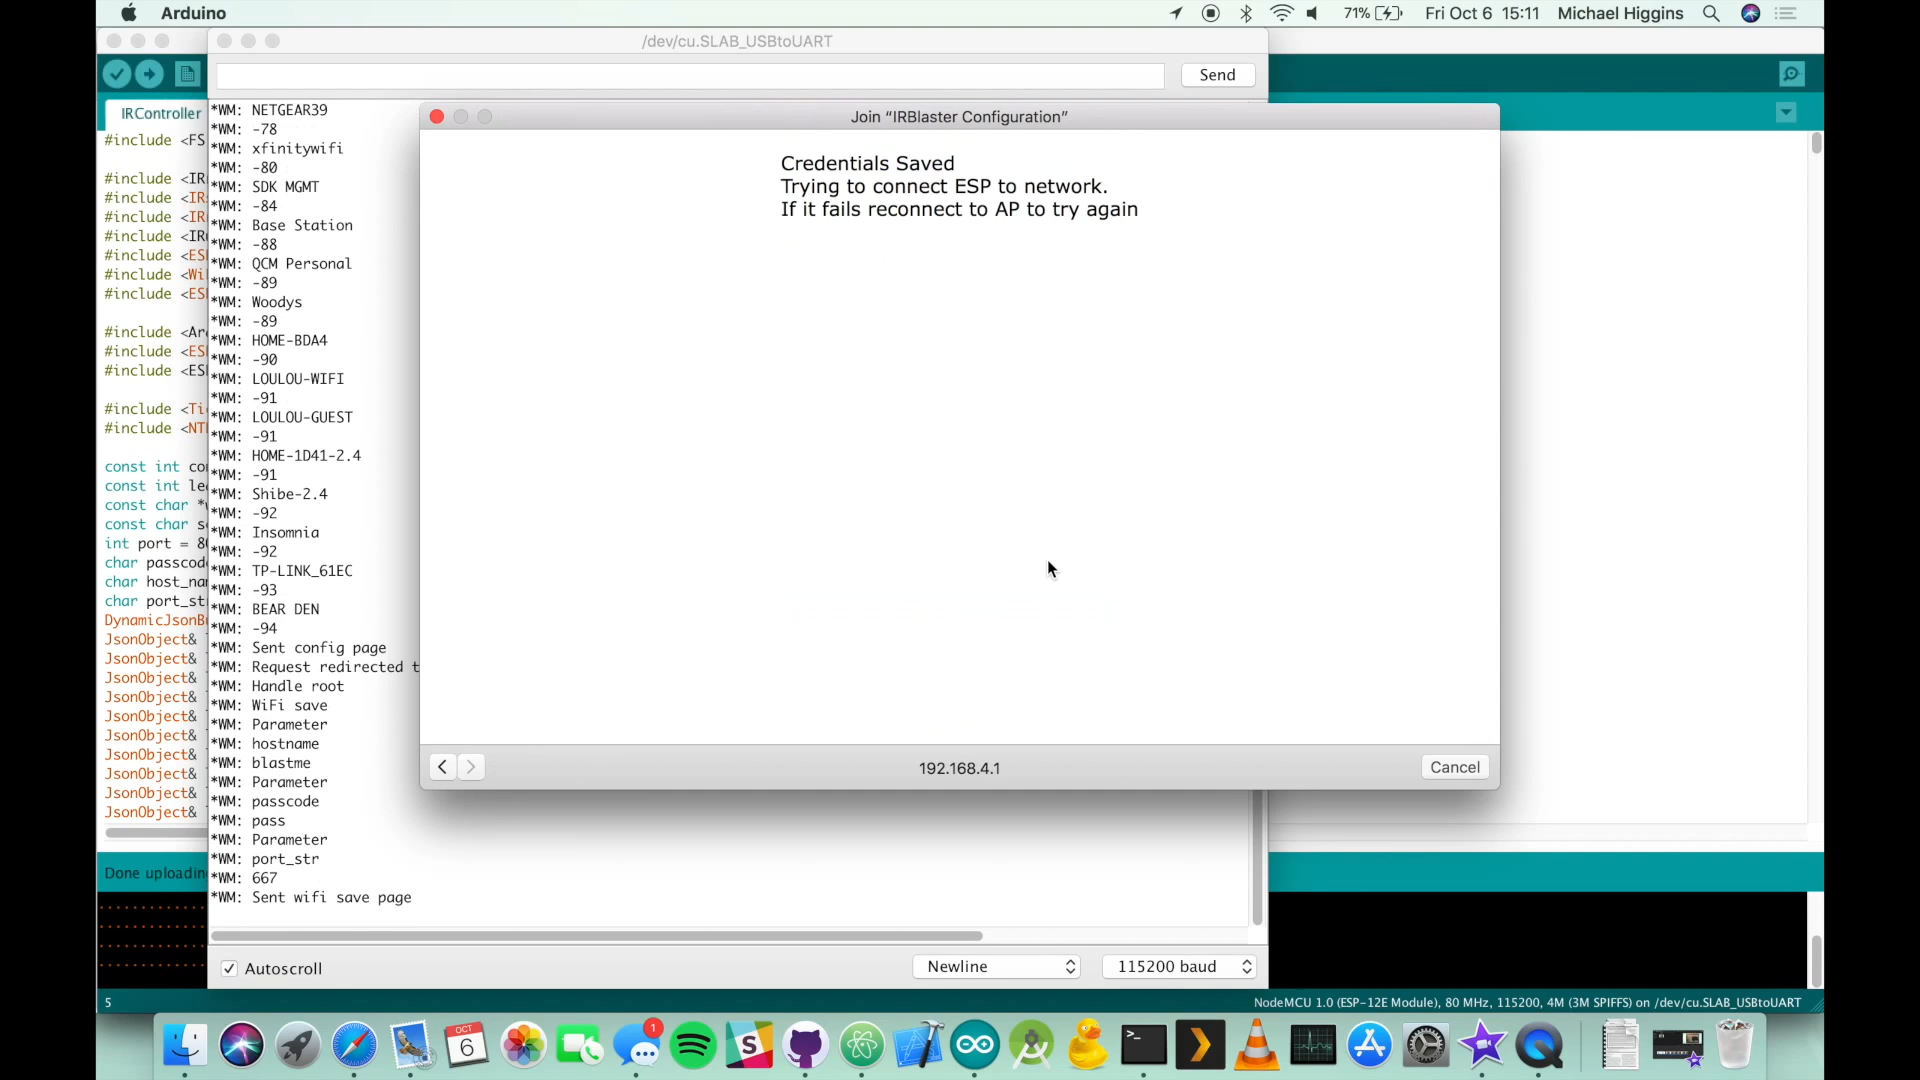 Arduino
71%
Fri Oct 6 15:11
Michael Higgins
/dev/cu.SLAB_USBtoUART
Send
IRController
Join “IRBlaster Configuration”
Credentials Saved
Trying to connect ESP to network.
If it fails reconnect to AP to try again
192.168.4.1
Cancel
#include <FS
#include <IR
#include <IRs
#include <IR
#include <IR
#include <ES
#include <Wi
#include <ES
#include <Ar
#include <ES
#include <ES
#include <Ti
#include <NT
const int co
const int le
const char *
const char s
int port = 8
char passcod
char host_na
char port_st
DynamicJsonB
JsonObject&
JsonObject&
JsonObject&
JsonObject&
JsonObject&
JsonObject&
JsonObject&
JsonObject&
JsonObject&
JsonObject&
*WM: NETGEAR39
*WM: -78
*WM: xfinitywifi
*WM: -80
*WM: SDK MGMT
*WM: -84
*WM: Base Station
*WM: -88
*WM: QCM Personal
*WM: -89
*WM: Woodys
*WM: -89
*WM: HOME-BDA4
*WM: -90
*WM: LOULOU-WIFI
*WM: -91
*WM: LOULOU-GUEST
*WM: -91
*WM: HOME-1D41-2.4
*WM: -91
*WM: Shibe-2.4
*WM: -92
*WM: Insomnia
*WM: -92
*WM: TP-LINK_61EC
*WM: -93
*WM: BEAR DEN
*WM: -94
*WM: Sent config page
*WM: Request redirected t
*WM: Handle root
*WM: WiFi save
*WM: Parameter
*WM: hostname
*WM: blastme
*WM: Parameter
*WM: passcode
*WM: pass
*WM: Parameter
*WM: port_str
*WM: 667
*WM: Sent wifi save page
Done uploadin
Autoscroll
Newline
115200 baud
5
NodeMCU 1.0 (ESP-12E Module), 80 MHz, 115200, 4M (3M SPIFFS) on /dev/cu.SLAB_USBtoUART
OCT
6
1